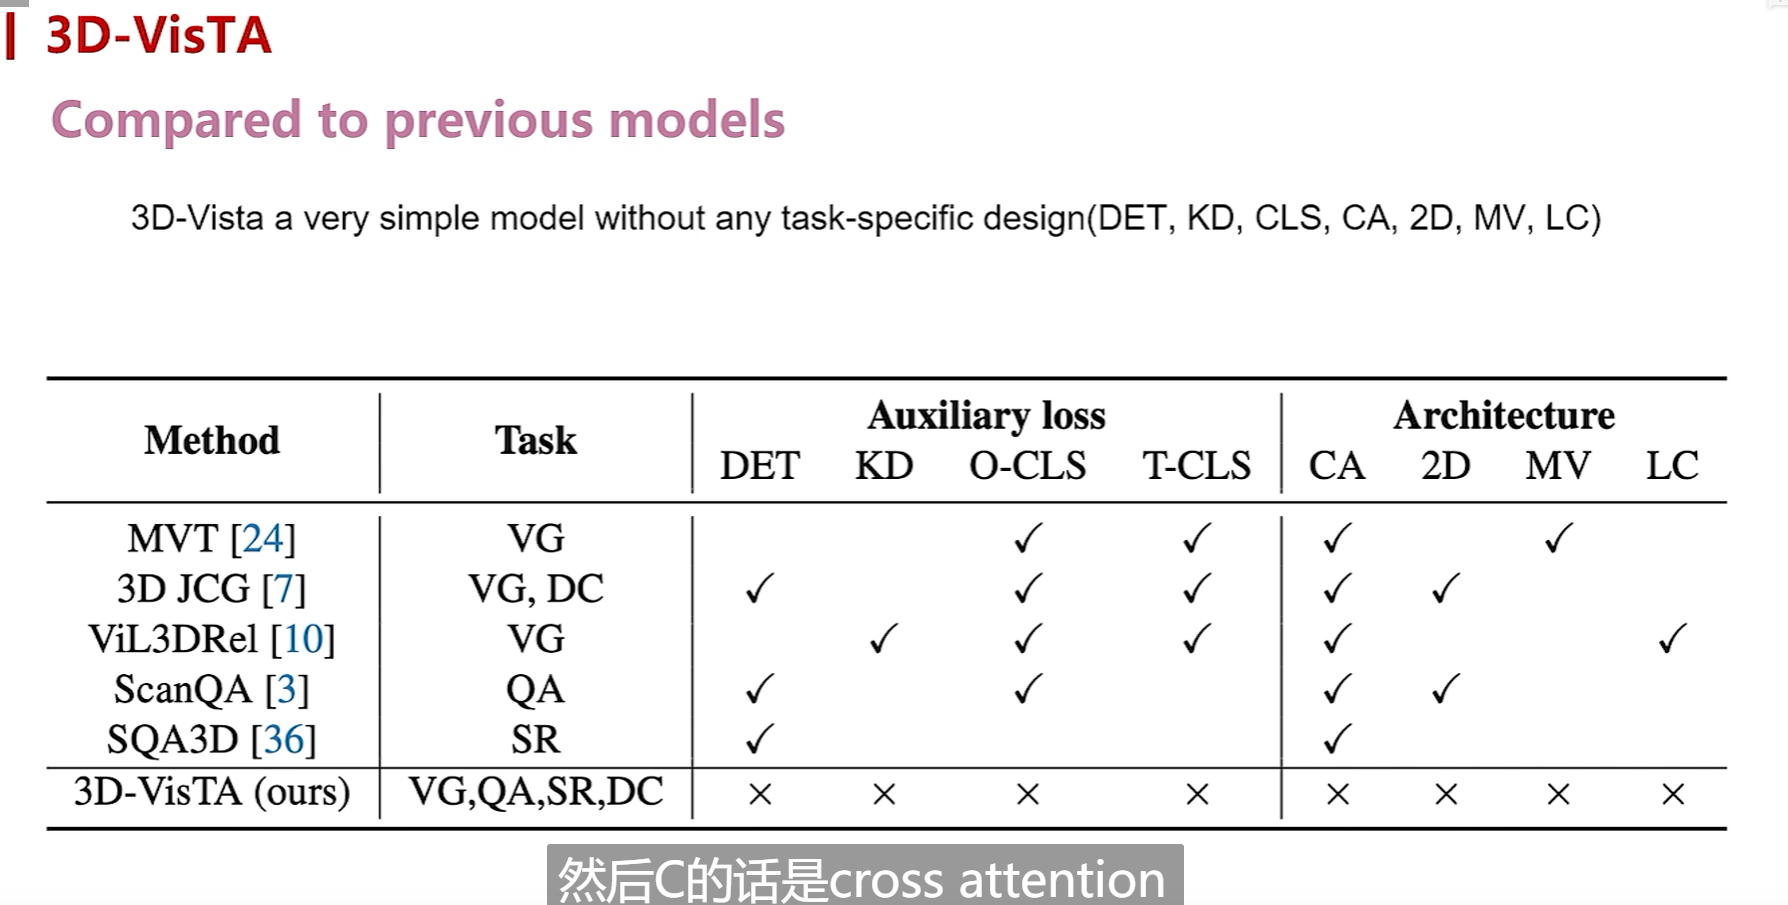 3D-VisTA
Compared to previous models
3D-Vista a very simple model without any task-specific design(DET, KD, CLS, CA, 2D, MV, LC)
Method Task Auxiliary loss Architecture
DET KD O-CLS T-CLS CA 2D MV LC
MVT [24] VG ✓ ✓ ✓ ✓
3D JCG [7] VG, DC ✓ ✓ ✓ ✓ ✓
ViL3DRel [10] VG ✓ ✓ ✓ ✓ ✓
ScanQA [3] QA ✓ ✓ ✓ ✓
SQA3D [36] SR ✓ ✓
3D-VisTA (ours) VG,QA,SR,DC × × × × × × × ×
然后C的话是cross attention